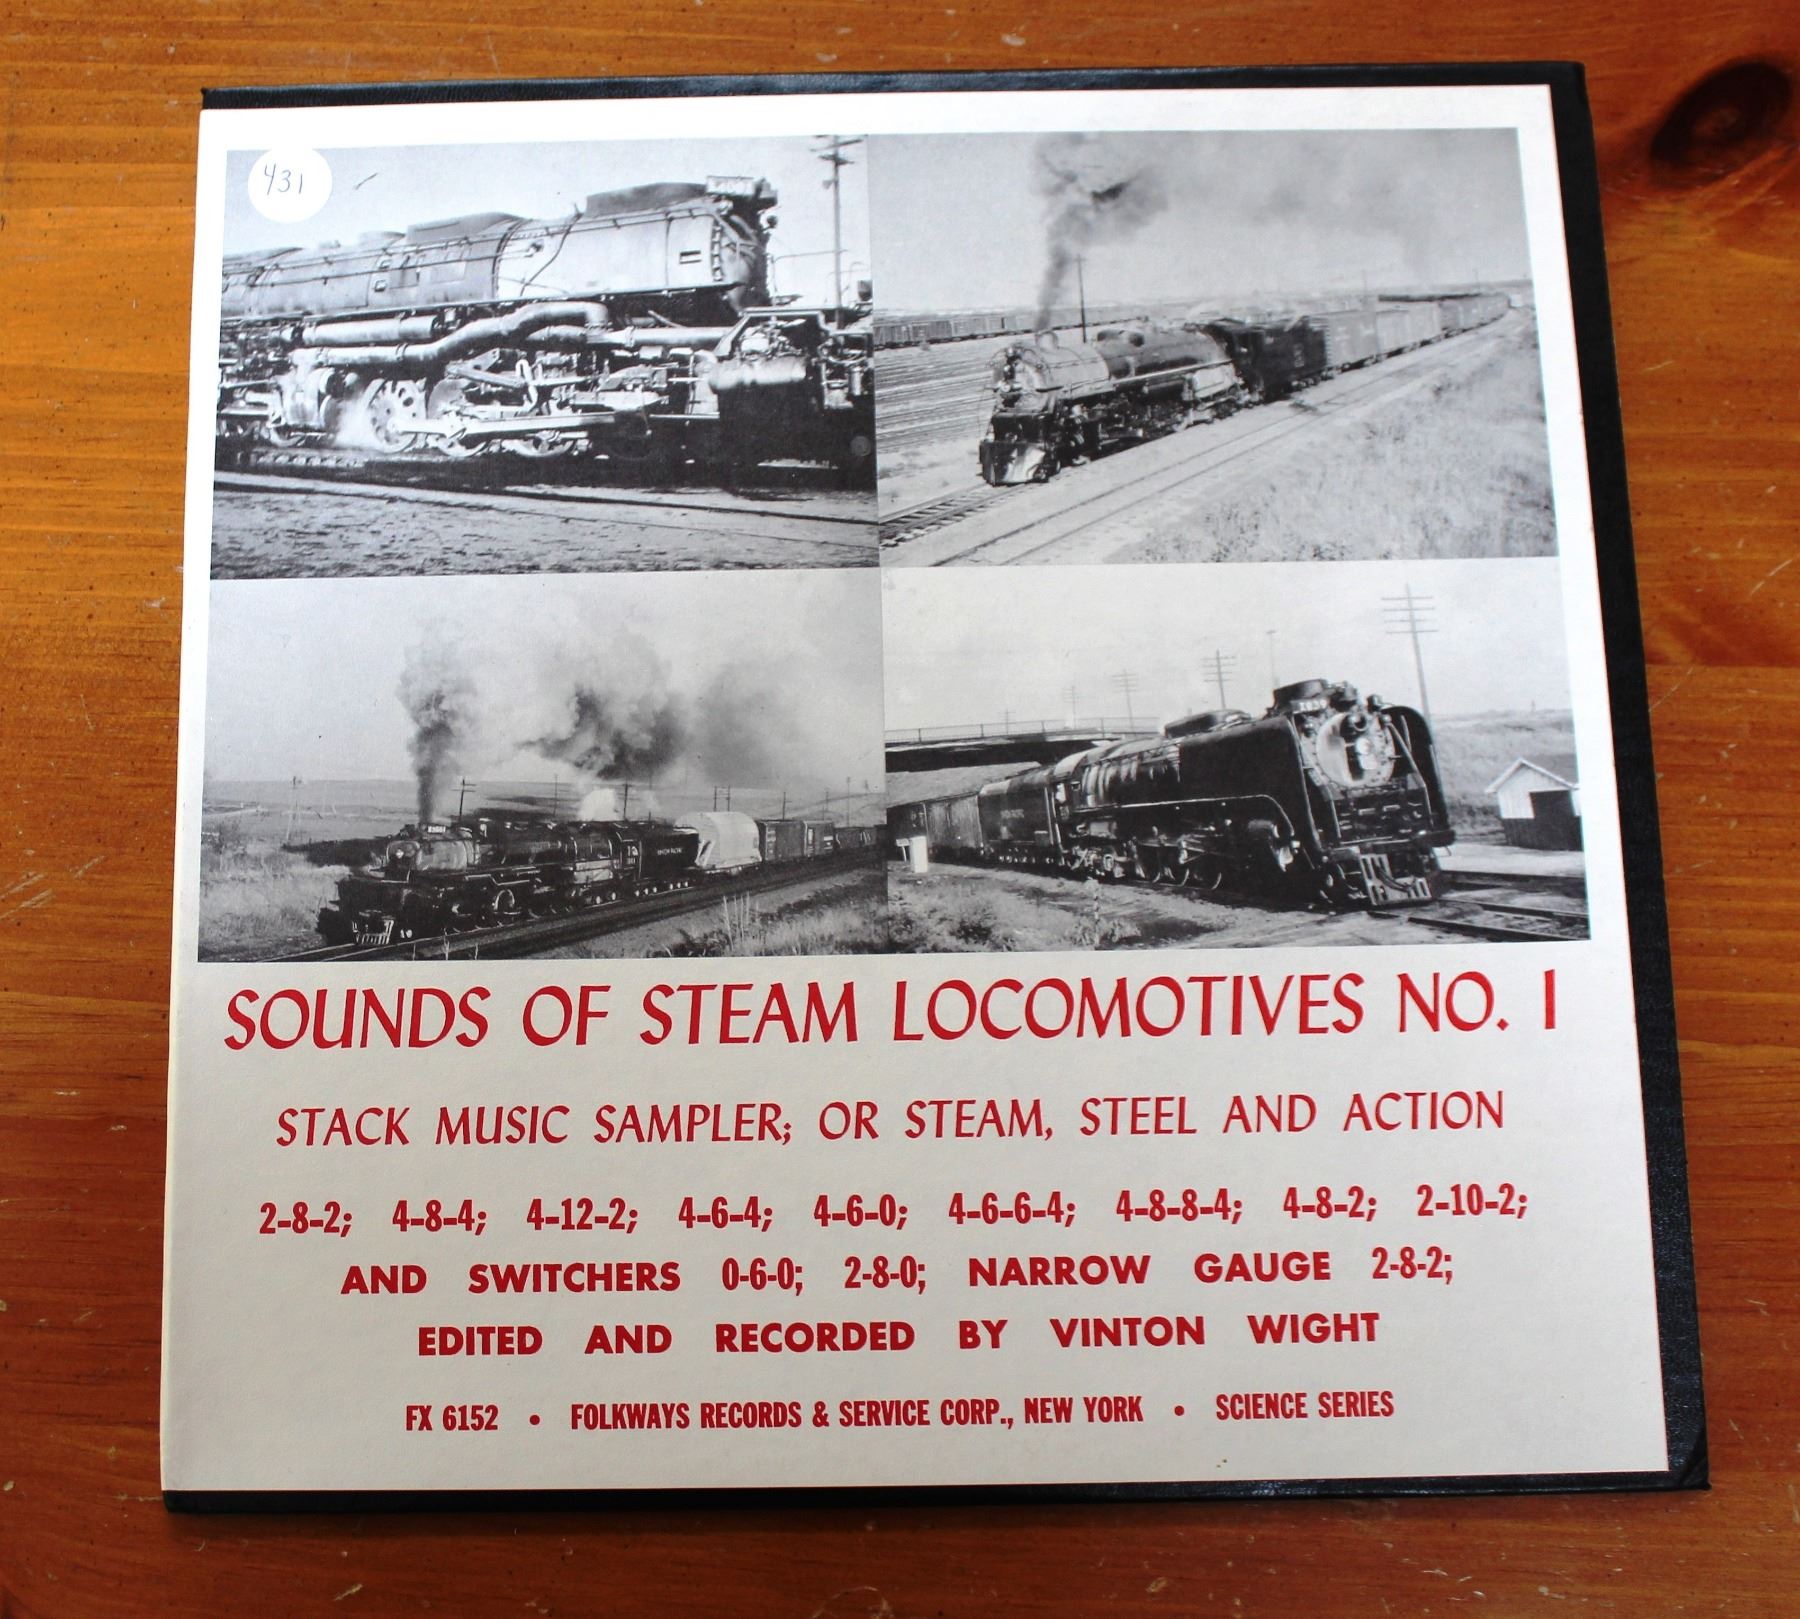 431
SOUNDS OF STEAM LOCOMOTIVES NO. 1
STACK MUSIC SAMPLER; OR STEAM, STEEL AND ACTION
2-8-2; 4-8-4; 4-12-2; 4-6-4; 4-6-0; 4-6-6-4; 4-8-8-4; 4-8-2; 2-10-2;
AND SWITCHERS 0-6-0; 2-8-0; NARROW GAUGE 2-8-2;
EDITED AND RECORDED BY VINTON WIGHT
FX 6152 • FOLKWAYS RECORDS & SERVICE CORP., NEW YORK • SCIENCE SERIES